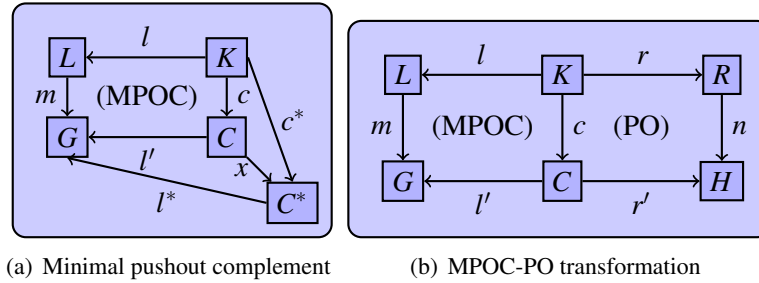 L l K
m (MPOC) c c*
G C
l' x
l* C*
L l K r R
m (MPOC) c (PO) n
G l' C r' H
(a) Minimal pushout complement (b) MPOC-PO transformation